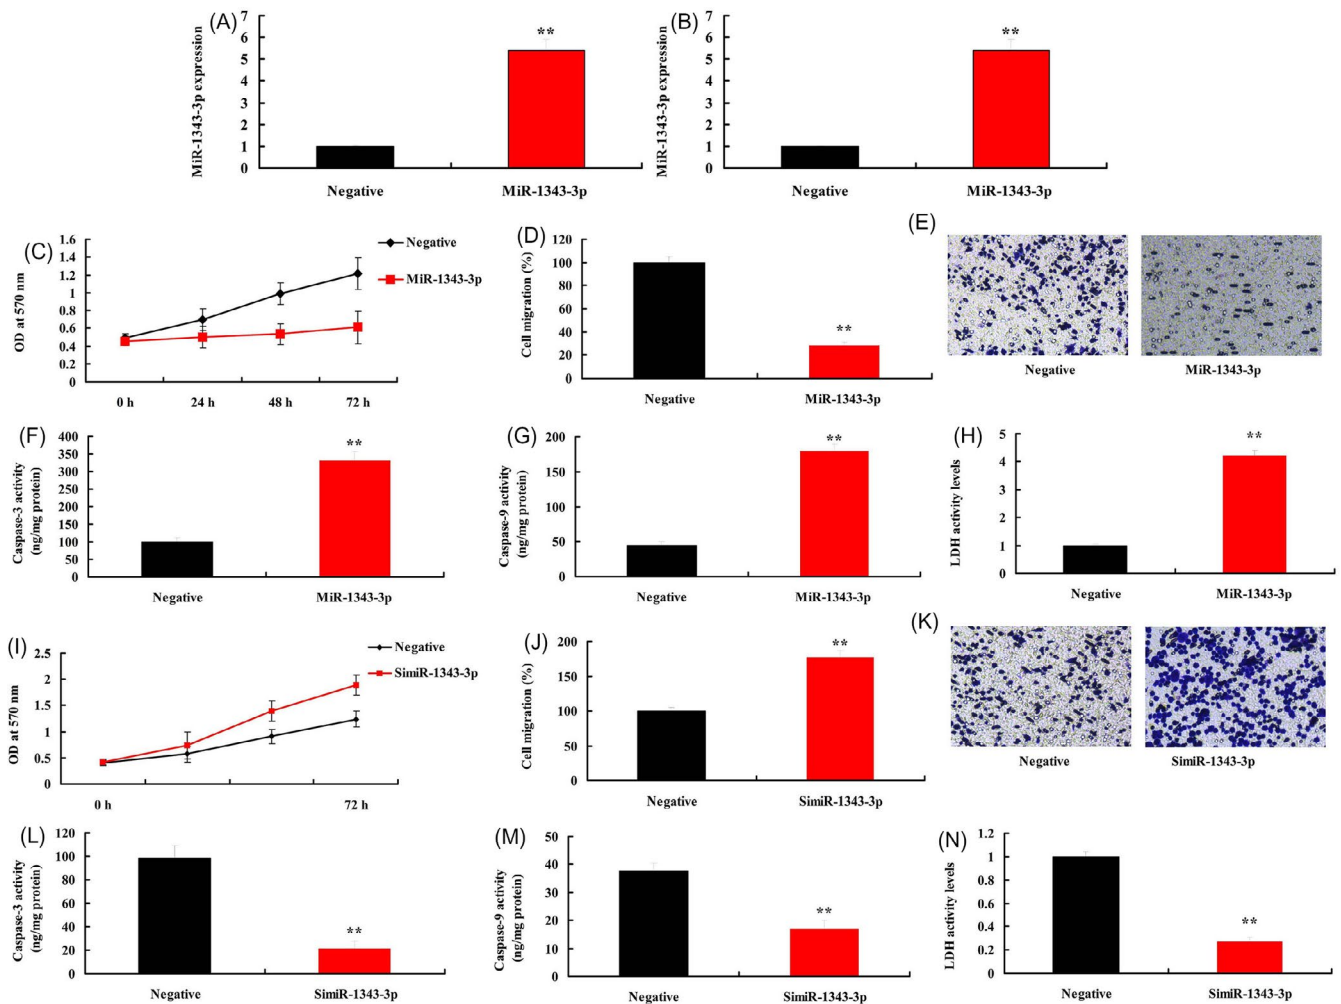 (A)
MiR-1343-3p expression
7
6
5
4
3
2
1
0
**
Negative
MiR-1343-3p
(B)
MiR-1343-3p expression
7
6
5
4
3
2
1
0
**
Negative
MiR-1343-3p
(C)
OD at 570 nm
1.6
1.4
1.2
1
0.8
0.6
0.4
0.2
0
0 h
24 h
48 h
72 h
Negative
MiR-1343-3p
(D)
Cell migration (%)
120
100
80
60
40
20
0
**
Negative
MiR-1343-3p
(E)
Negative
MiR-1343-3p
(F)
Caspase-3 activity
(ng/mg protein)
400
350
300
250
200
150
100
50
0
**
Negative
MiR-1343-3p
(G)
Caspase-9 activity
(ng/mg protein)
200
150
100
50
0
**
Negative
MiR-1343-3p
(H)
LDH activity levels
5
4
3
2
1
0
**
Negative
MiR-1343-3p
(I)
OD at 570 nm
2.5
2
1.5
1
0.5
0
0 h
72 h
Negative
SimiR-1343-3p
(J)
Cell migration (%)
200
150
100
50
0
**
Negative
SimiR-1343-3p
(K)
Negative
SimiR-1343-3p
(L)
Caspase-3 activity
(ng/mg protein)
120
100
80
60
40
20
0
**
Negative
SimiR-1343-3p
(M)
Caspase-9 activity
(ng/mg protein)
50
40
30
20
10
0
**
Negative
SimiR-1343-3p
(N)
LDH activity levels
1.2
1
0.8
0.6
0.4
0.2
0
**
Negative
SimiR-1343-3p